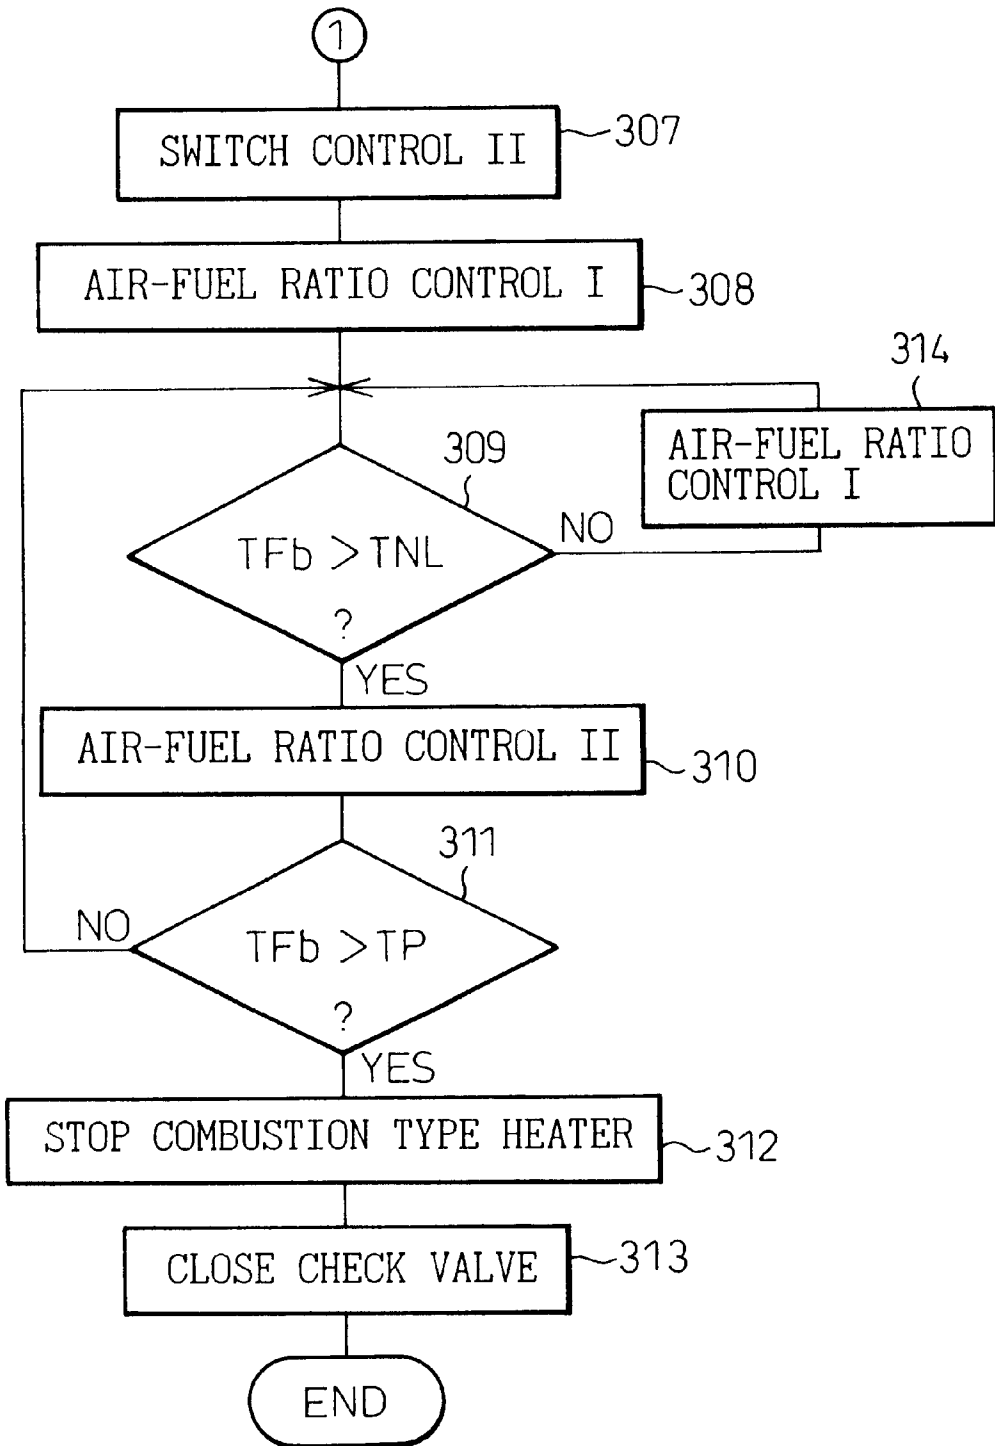 1
SWITCH CONTROL II
307
AIR-FUEL RATIO CONTROL I
308
314
AIR-FUEL RATIO
CONTROL I
309
TFb > TNL
?
NO
YES
AIR-FUEL RATIO CONTROL II
310
311
NO
TFb > TP
?
YES
STOP COMBUSTION TYPE HEATER
312
CLOSE CHECK VALVE
313
END